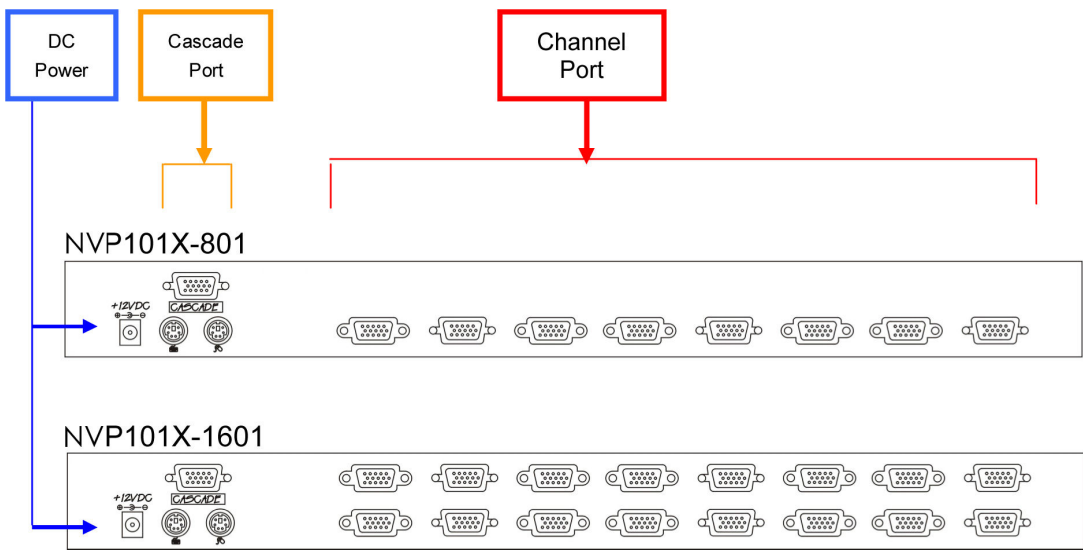 DC
Power
Cascade
Port
Channel
Port
NVP101X-801
+12VDC
CASCADE
NVP101X-1601
+12VDC
CASCADE